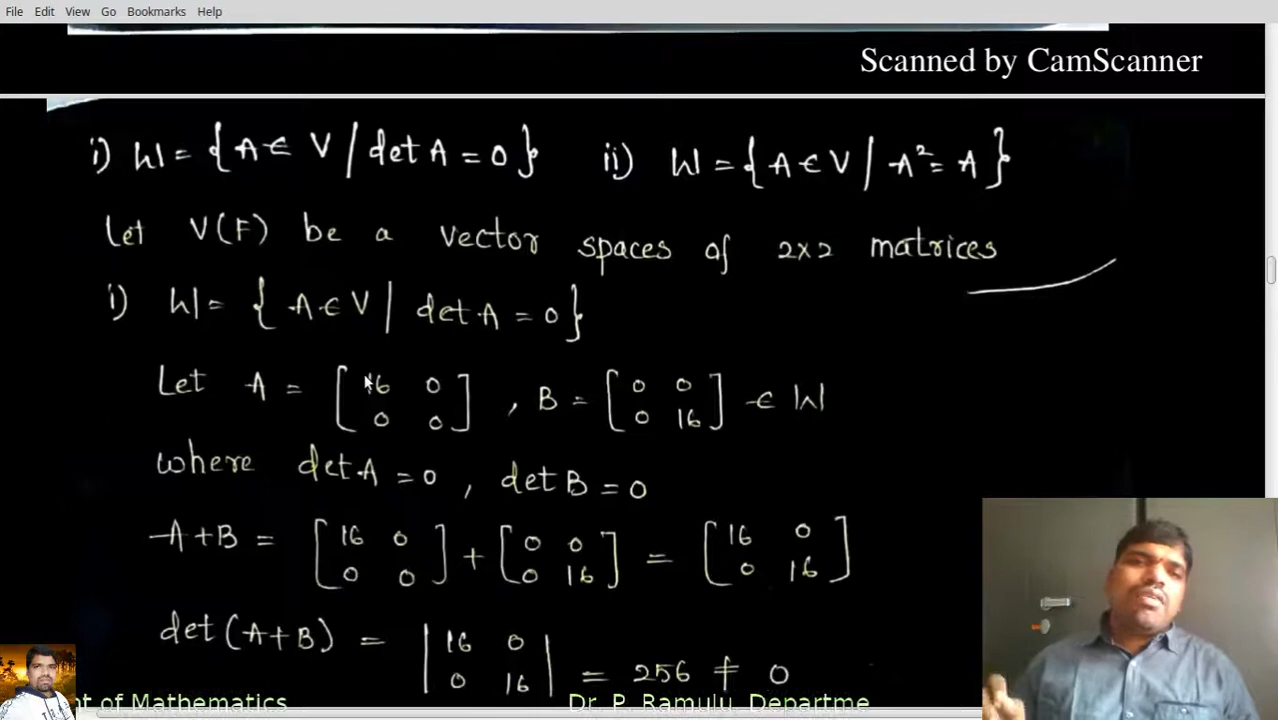 File Edit View Go Bookmarks Help
Scanned by CamScanner
i) W = {A ∈ V / det A = 0} ii) W = {A ∈ V / A² = A}
Let V(F) be a vector spaces of 2×2 matrices
i) W = {A ∈ V / det A = 0}
Let A = [16 0; 0 0], B = [0 0; 0 16] ∈ W
where det A = 0, det B = 0
A+B = [16 0; 0 0] + [0 0; 0 16] = [16 0; 0 16]
det(A+B) = |16 0; 0 16| = 256 ≠ 0
nt of Mathematics Dr. P. Ramulu, Departme